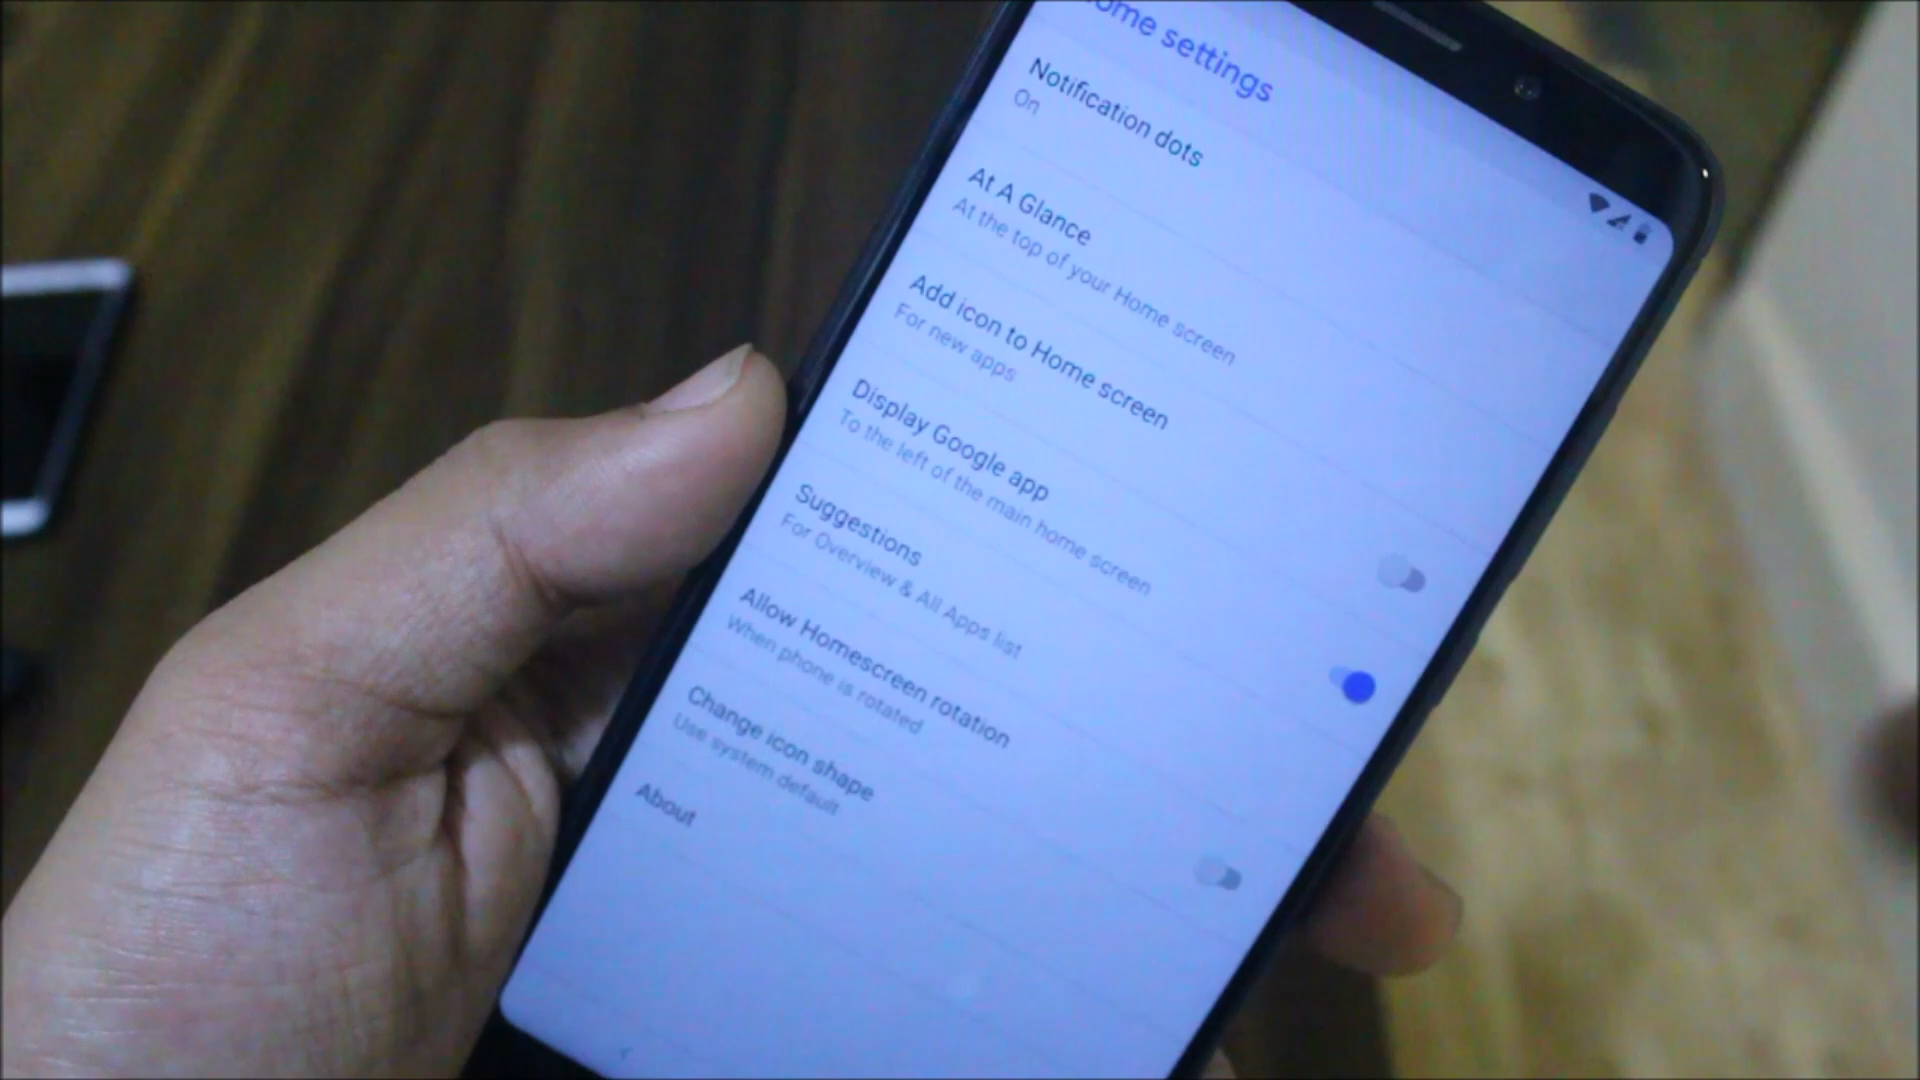 ome settings
Notification dots
On
At A Glance
At the top of your Home screen
Add icon to Home screen
For new apps
Display Google app
To the left of the main home screen
Suggestions
For Overview & All Apps list
Allow Homescreen rotation
When phone is rotated
Change icon shape
Use system default
About